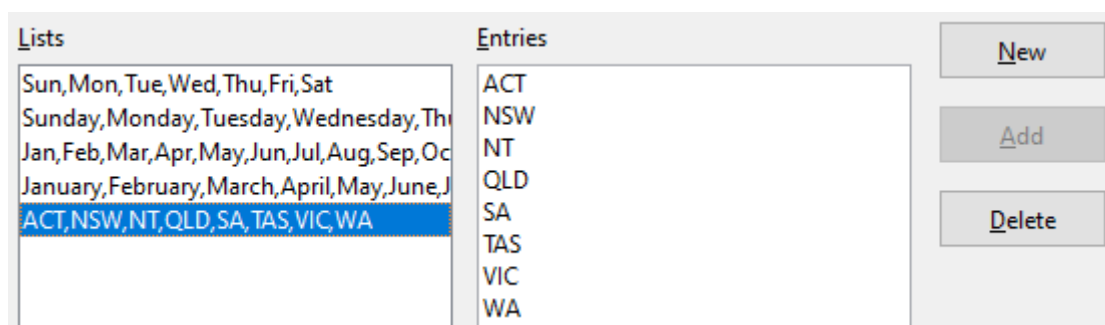 Lists
Sun,Mon,Tue,Wed,Thu,Fri,Sat
Sunday,Monday,Tuesday,Wednesday,
Jan,Feb,Mar,Apr,May,Jun,Jul,Aug,Sep,
January,February,March,April,May,June,
ACT,NSW,NT,QLD,SA,TAS,VIC,WA
Entries
ACT
NSW
NT
QLD
SA
TAS
VIC
WA
New
Add
Delete